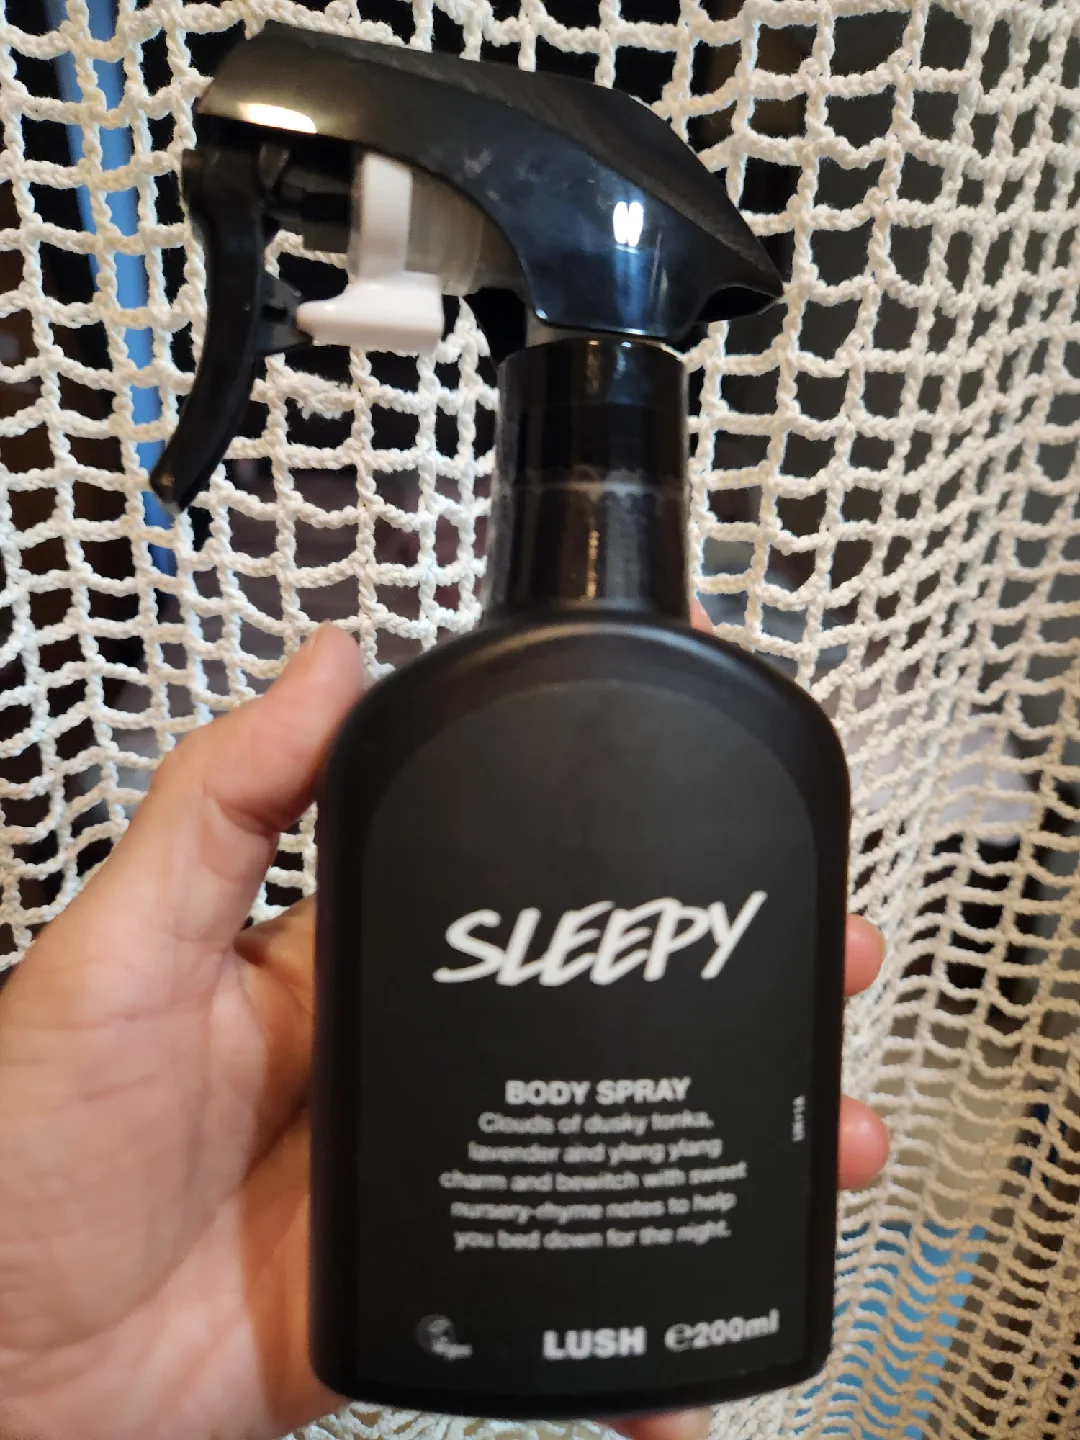 SLEEPY
BODY SPRAY
Clouds of dusky tonka,
lavender and ylang ylang
charm and bewitch with sweet
nursery-rhyme notes to help
you bed down for the night.
LUSH ℮200ml